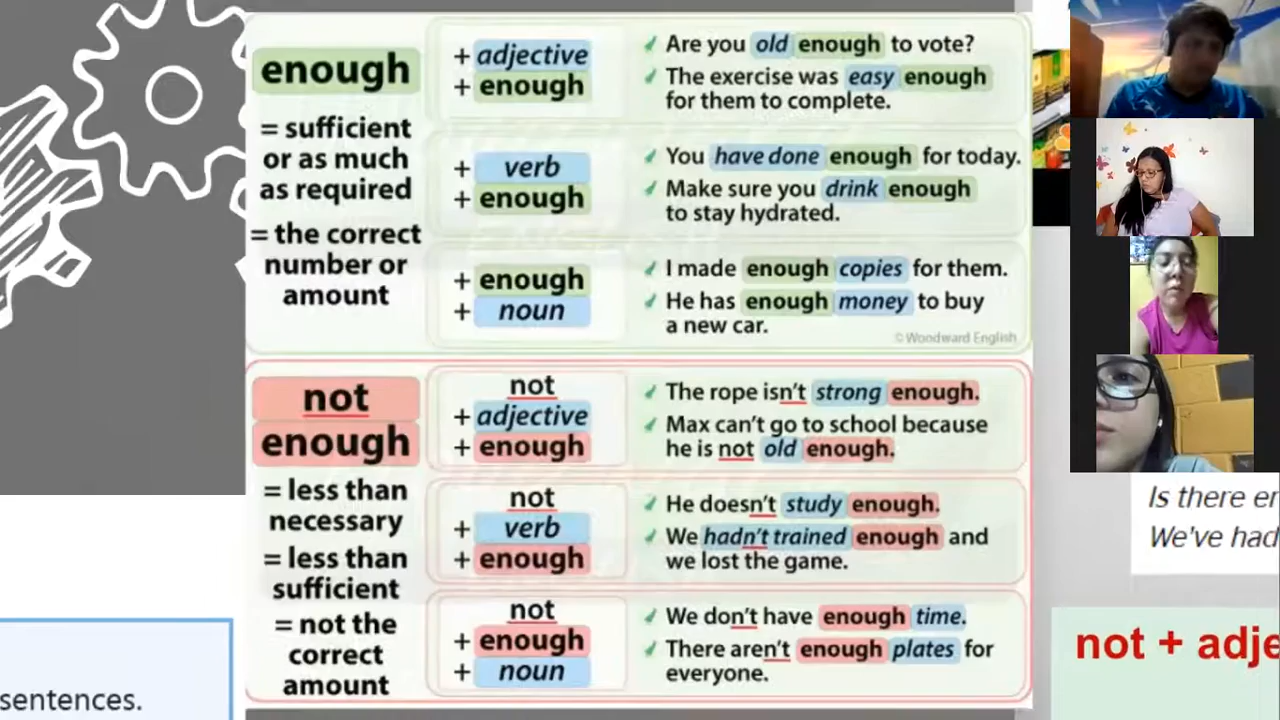 enough
= sufficient
or as much
as required
= the correct
number or
amount
+ adjective
+ enough
✓ Are you old enough to vote?
✓ The exercise was easy enough
for them to complete.
+ verb
+ enough
✓ You have done enough for today.
✓ Make sure you drink enough
to stay hydrated.
+ enough
+ noun
✓ I made enough copies for them.
✓ He has enough money to buy
a new car.
© Woodward English
not
enough
= less than
necessary
= less than
sufficient
= not the
correct
amount
not
+ adjective
+ enough
✓ The rope isn't strong enough.
✓ Max can't go to school because
he is not old enough.
not
+ verb
+ enough
✓ He doesn't study enough.
✓ We hadn't trained enough and
we lost the game.
not
+ enough
+ noun
✓ We don't have enough time.
✓ There aren't enough plates for
everyone.
sentences.
Is there er
We've had
not + adje